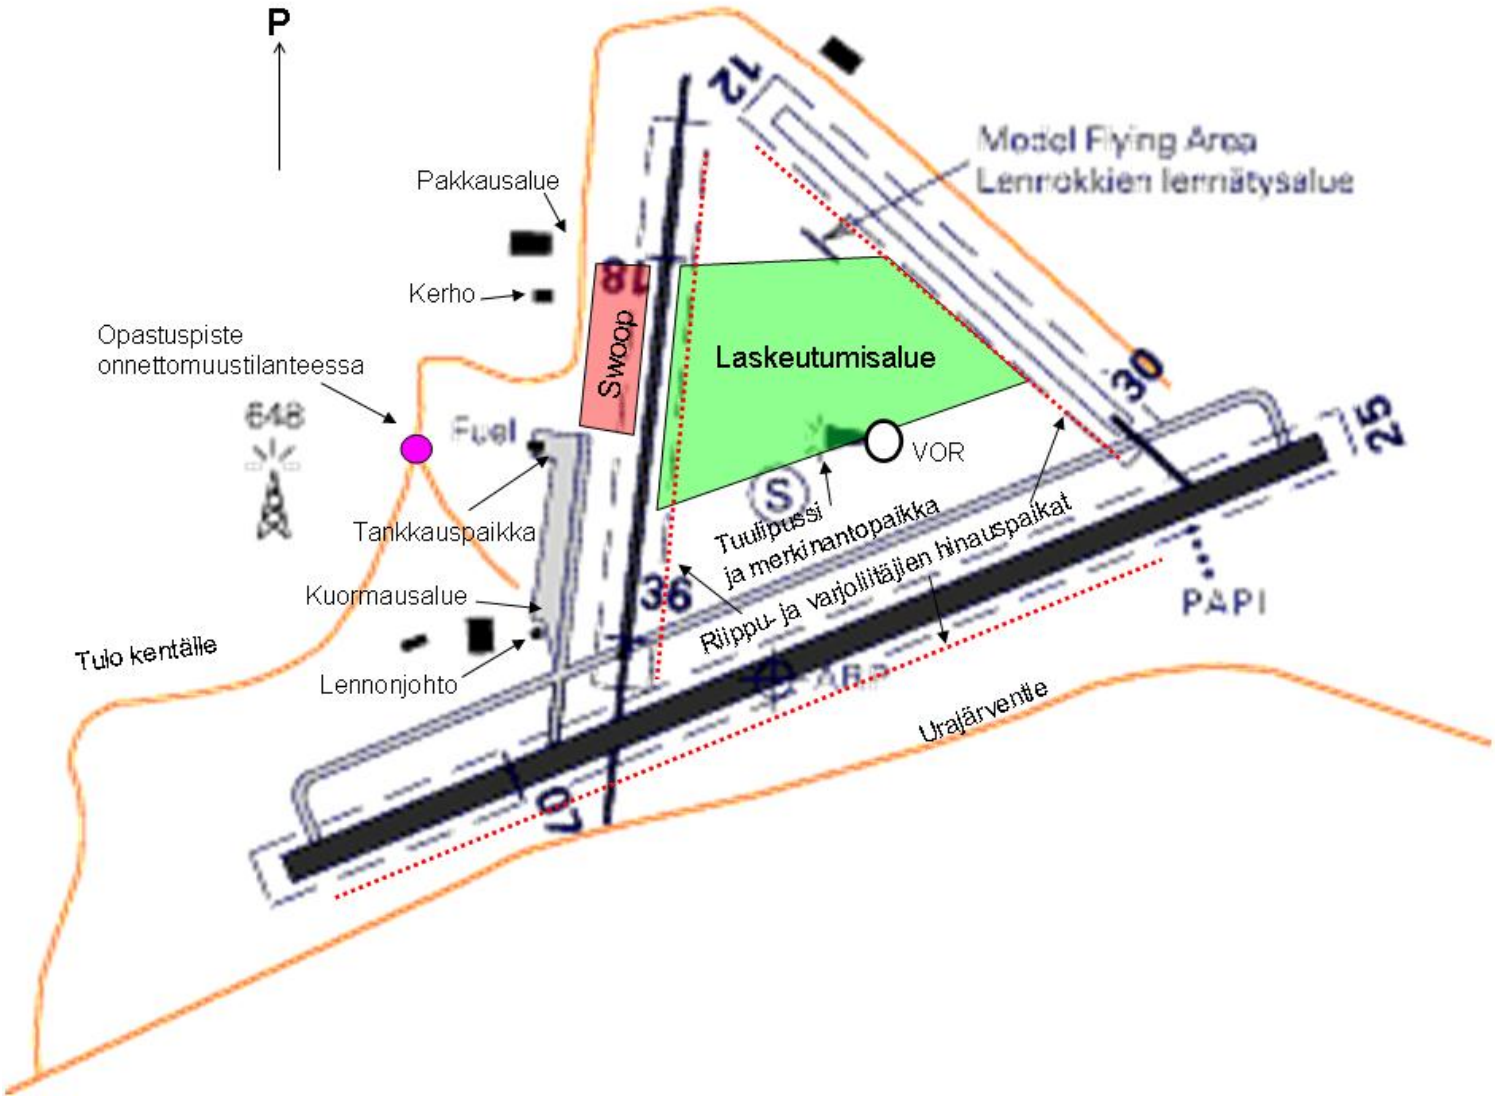 P
12
Model Flying Area
Lennokkien lennätysalue
Pakkausalue
18
Kerho
Swoop
Laskeutumisalue
Opastuspiste
onnettomuustilanteessa
30
25
648
Fuel
VOR
S
Tankkauspaikka
Tuulipussi
ja merkinantopaikka
Riippu- ja varjoliitäjien hinauspaikat
Kuormausalue
36
PAPI
Tulo kentälle
Lennonjohto
ARP
Urajärventie
07